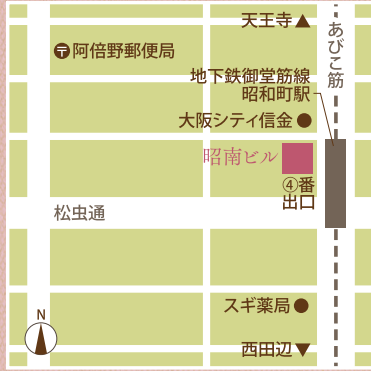 天王寺▲
あびこ筋
〒阿倍野郵便局
地下鉄御堂筋線
昭和町駅
大阪シティ信金●
昭南ビル
④番
出口
松虫通
スギ薬局●
N
西田辺▼